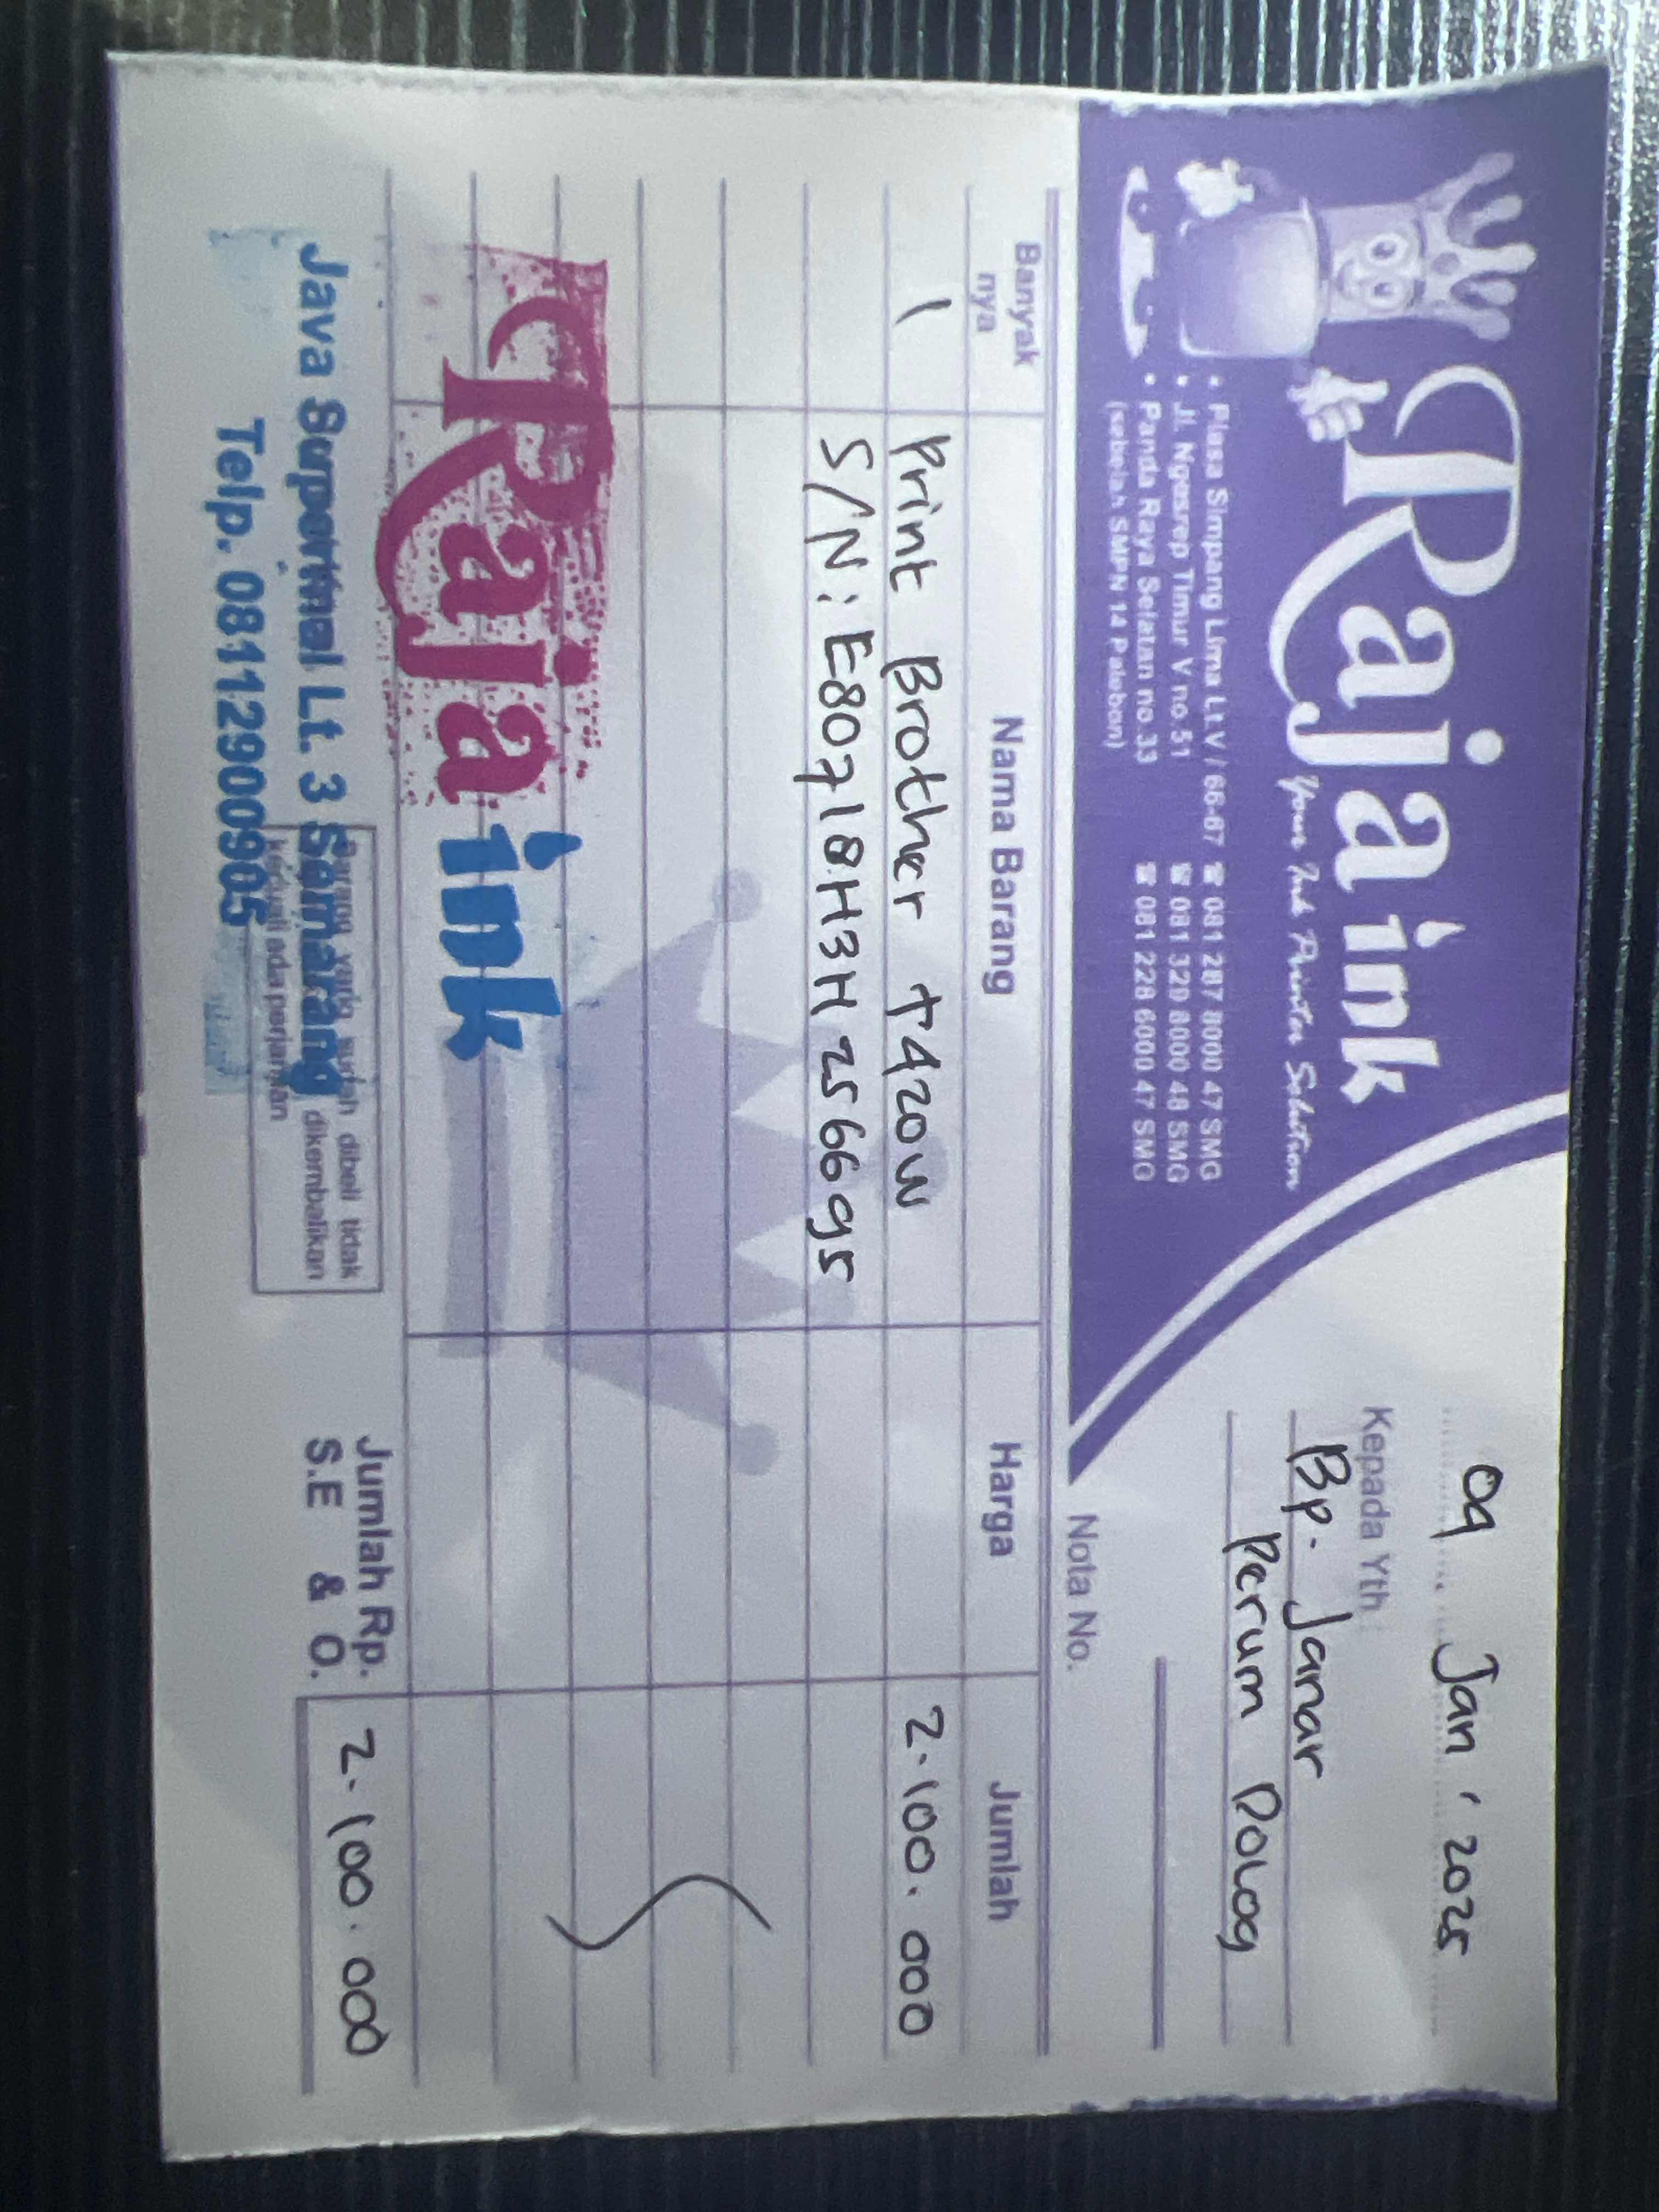 Raja ink
Your Ink Printer Solution
• Plasa Simpang Lima Lt.V / 66-67 ☎ 081 287 8000 47 SMG
• Jl. Ngesrep Timur V no.51 ☎ 081 329 8000 48 SMG
• Panda Raya Selatan no.33 ☎ 081 228 6000 47 SMG
(sebelah SMPN 14 Palebon)
09 Jan, 2025
Kepada Yth :
Bp. Janar
Perum Dolog
Nota No.
Banyak nya Nama Barang Harga Jumlah
1 Print Brother T420W 2.100.000
S/N: E80718H3H256695
Raja ink
Java Supermal Lt. 3 Semarang
Telp. 08112900905
Barang yang sudah dibeli tidak
dikembalikan
kecuali ada perjanjian
Jumlah Rp. 2.100.000
S.E & O.